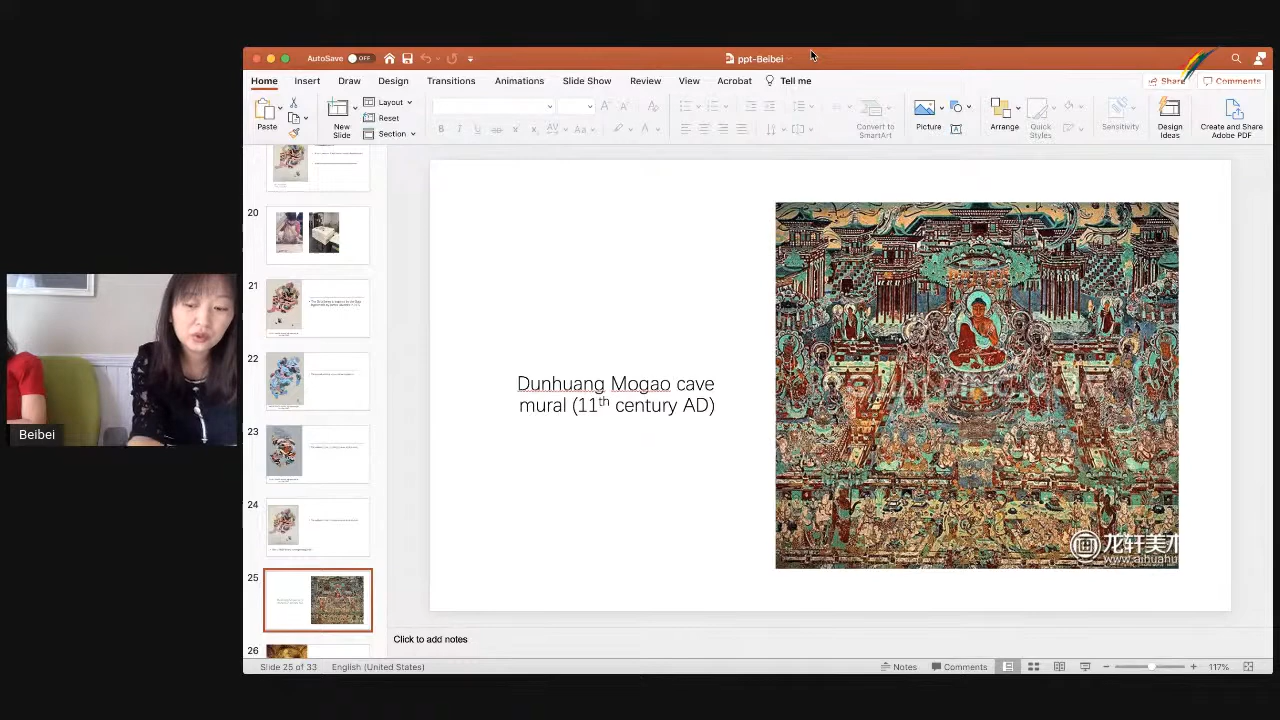 AutoSave OFF
ppt-Beibei
Home Insert Draw Design Transitions Animations Slide Show Review View Acrobat Tell me
Share Comments
Paste
New Slide
Layout
Reset
Section
Convert to SmartArt
Picture
Arrange
Quick Styles
Sensitivity
Design Ideas
Create and Share Adobe PDF
20
21
22
23
24
25
26
Dunhuang Mogao cave
mural (11th century AD)
龙轩美术
www.aihuahu
Beibei
Click to add notes
Slide 25 of 33 English (United States) Notes Comments 117%